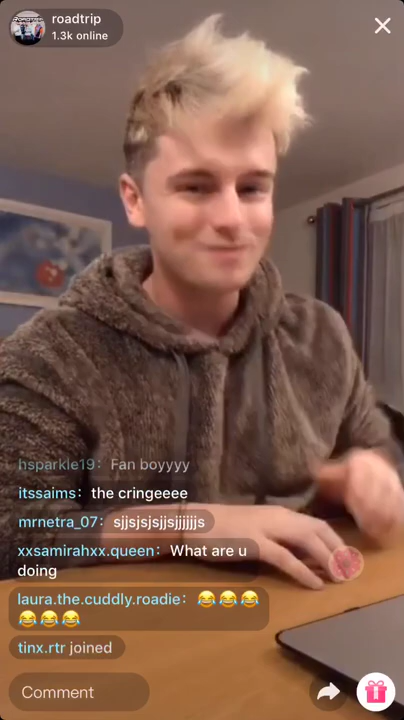 roadtrip
1.3k online
hsparkle19: Fan boyyyy
itssaims: the cringeeee
mrnetra_07: sjjsjsjsjjsjjjjjjs
xxsamirahxx.queen: What are u
doing
laura.the.cuddly.roadie: 😂😂😂
😂😂😂
tinx.rtr joined
Comment